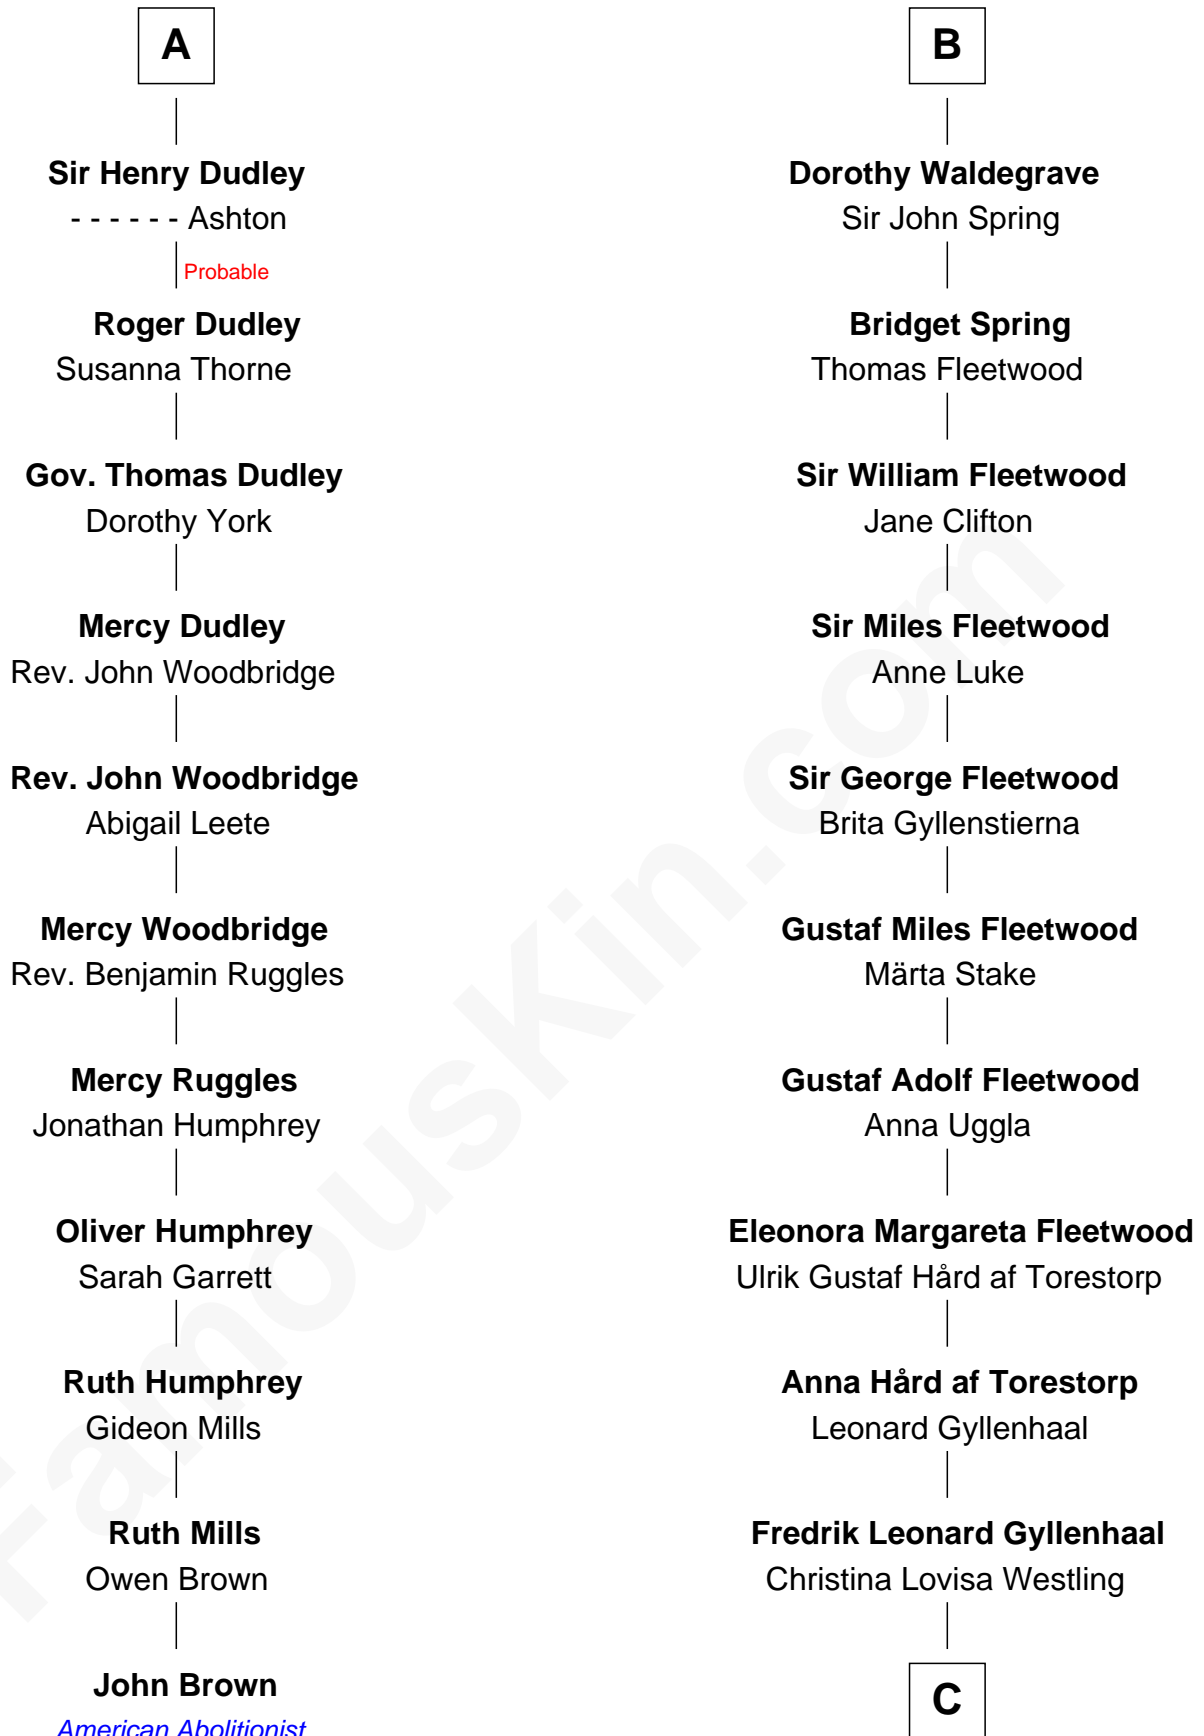 A
Sir Henry Dudley
- - - - - - Ashton
Probable
Roger Dudley
Susanna Thorne
Gov. Thomas Dudley
Dorothy York
Mercy Dudley
Rev. John Woodbridge
Rev. John Woodbridge
Abigail Leete
Mercy Woodbridge
Rev. Benjamin Ruggles
Mercy Ruggles
Jonathan Humphrey
Oliver Humphrey
Sarah Garrett
Ruth Humphrey
Gideon Mills
Ruth Mills
Owen Brown
John Brown
American Abolitionist
B
Dorothy Waldegrave
Sir John Spring
Bridget Spring
Thomas Fleetwood
Sir William Fleetwood
Jane Clifton
Sir Miles Fleetwood
Anne Luke
Sir George Fleetwood
Brita Gyllenstierna
Gustaf Miles Fleetwood
Märta Stake
Gustaf Adolf Fleetwood
Anna Uggla
Eleonora Margareta Fleetwood
Ulrik Gustaf Hård af Torestorp
Anna Hård af Torestorp
Leonard Gyllenhaal
Fredrik Leonard Gyllenhaal
Christina Lovisa Westling
C
FamousKin.com